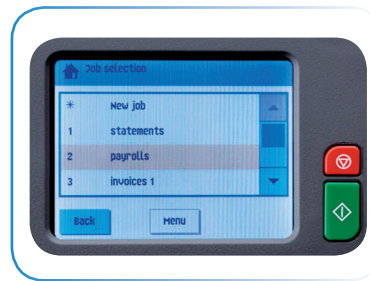 Job selection
* New job
1 statements
2 payrolls
3 invoices 1
Back Menu